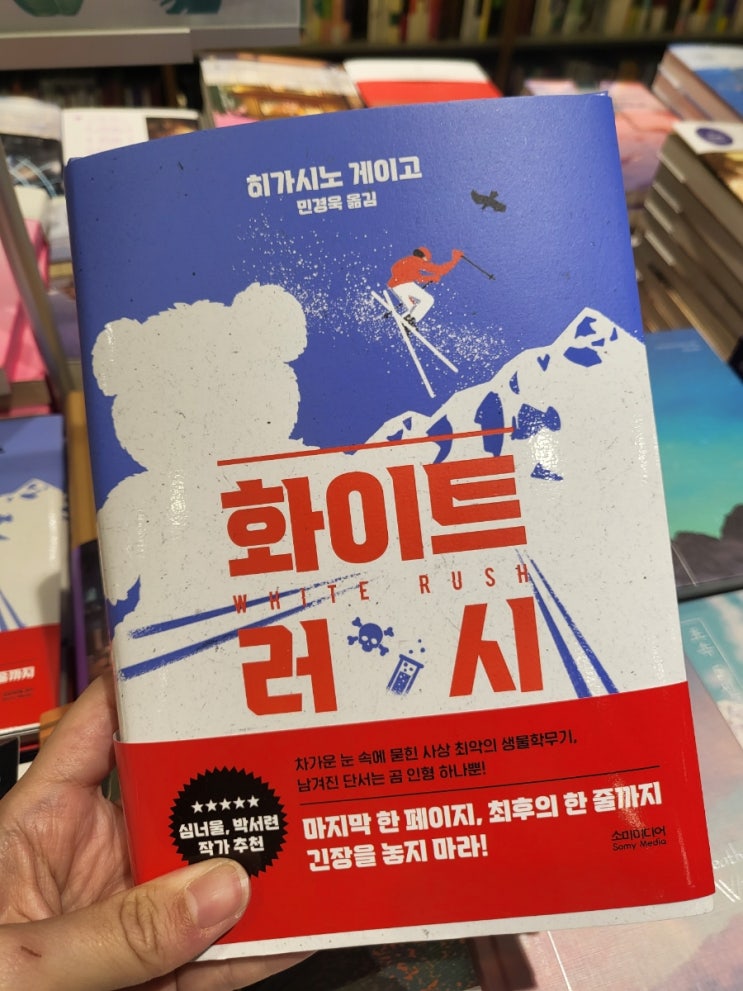 히가시노 게이고
민경욱 옮김
화이트
WHITE RUSH
러시
차가운 눈 속에 묻힌 사상 최악의 생물학무기,
남겨진 단서는 곰 인형 하나뿐!
★★★★★
심너울, 박서련
작가 추천
마지막 한 페이지, 최후의 한 줄까지
긴장을 놓지 마라!
소미미디어
Somy Media
줄까지